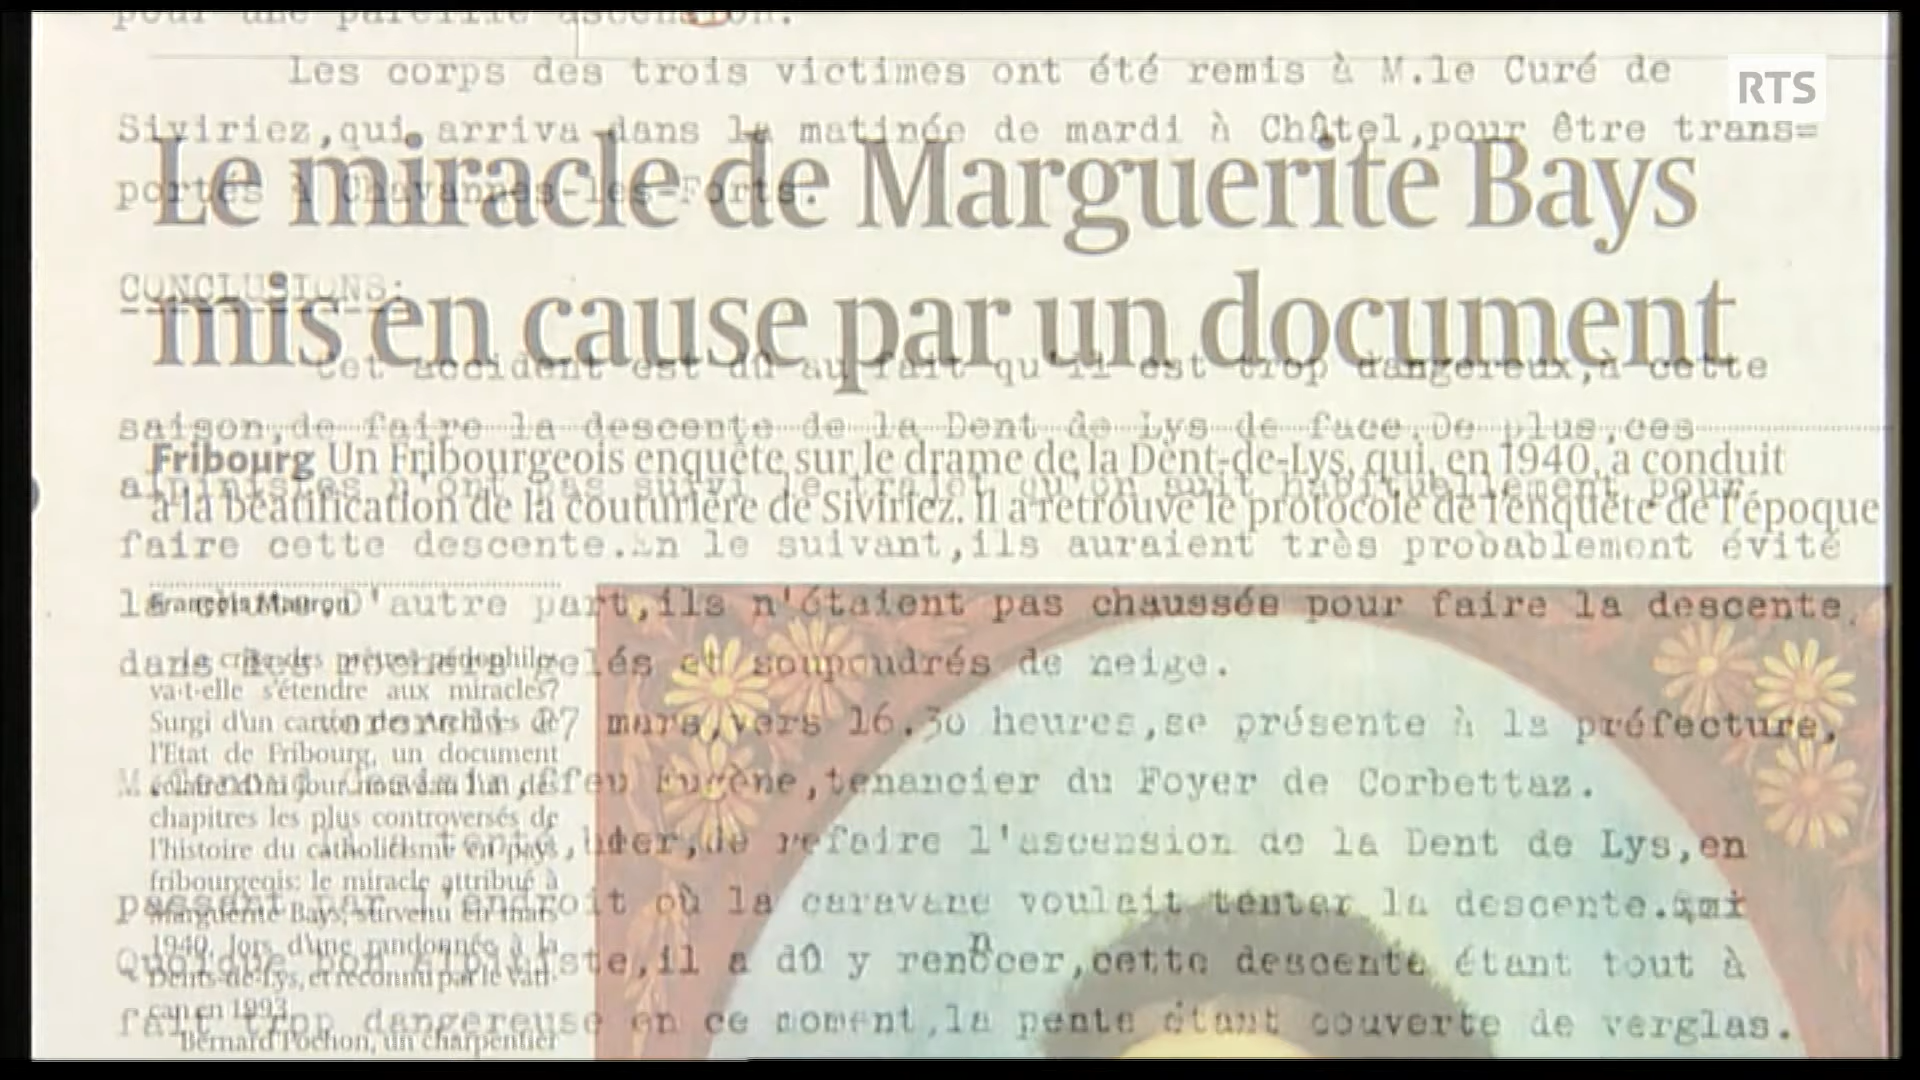 pour une pareille ascension.
Les corps des trois victimes ont été remis à M.le Curé de
Siviriez,qui arriva dans la matinée de mardi à Châtel,pour être trans=
portés à Chavannes-les-Forts.
CONCLUSIONS:
Cet accident est dû au fait qu'il est trop dangereux,à cette
saison,de faire la descente de la Dent de Lys de face.De plus,ces
alpinistes n'ont pas suivi le trajet qu'on suit habituellement pour
faire cette descente.En le suivant,ils auraient très probablement évité
D'autre part,ils n'étaient pas chaussés pour faire la descente
dans des rochers gelés et soupoudrés de neige.
27 mars,vers 16.30 heures,se présente à la préfecture,
feu Eugène,tenancier du Foyer de Corbettaz.
tenté,hier,de refaire l'ascension de la Dent de Lys,en
passant par l'endroit où la caravane voulait tenter la descente.
Quoique bon alpiniste,il a dû y renoncer,cette descente étant tout à
fait trop dangereuse en ce moment,la pente étant couverte de verglas.
RTS
Le miracle de Marguerite Bays
mis en cause par un document
Fribourg Un Fribourgeois enquête sur le drame de la Dent-de-Lys, qui, en 1940, a conduit
à la béatification de la couturière de Siviriez. Il a retrouvé le protocole de l'enquête de l'époque
François Mauron
La crise des prêtres pédophiles
va-t-elle s'étendre aux miracles?
Surgi d'un carton des Archives de
l'Etat de Fribourg, un document
éclaire d'un jour nouveau l'un des
chapitres les plus controversés de
l'histoire du catholicisme en pays
fribourgeois: le miracle attribué à
Marguerite Bays, survenu en mars
1940, lors d'une randonnée à la
Dents-de-Lys, et reconnu par le Vati-
can en 1993.
Bernard Pochon, un charpentier